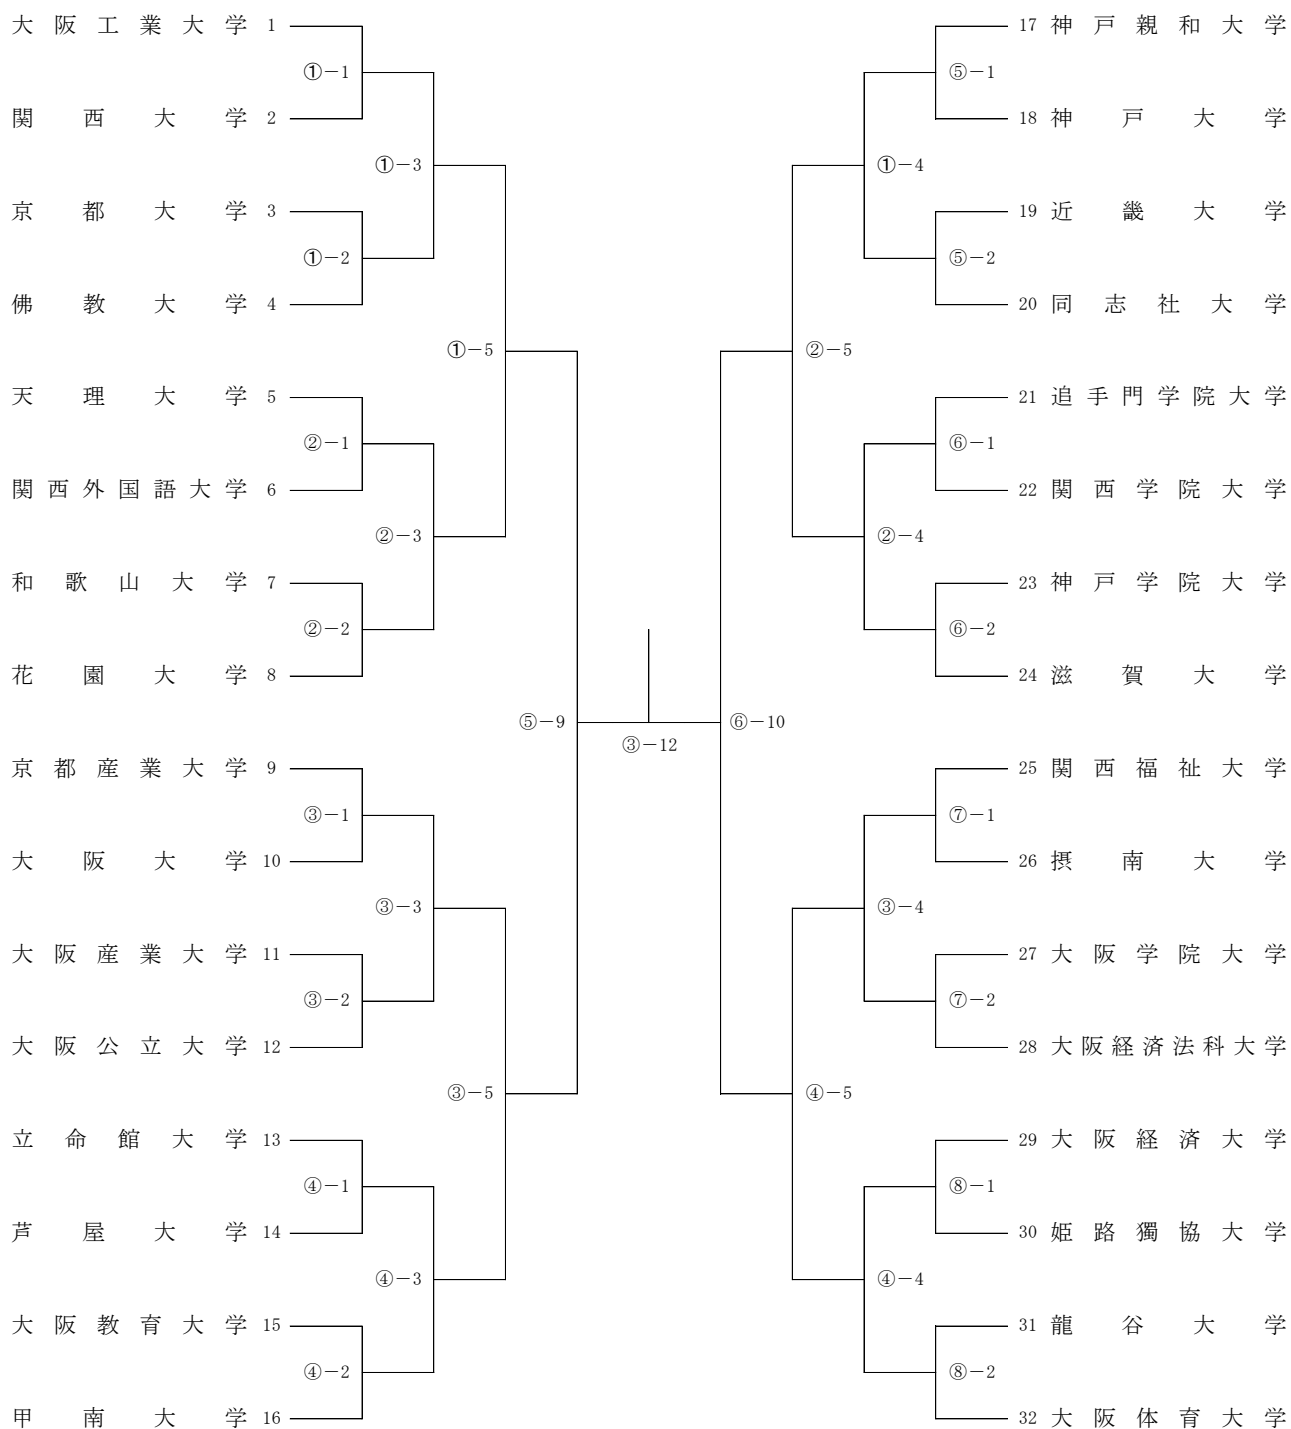 大阪工業大学 1
①－1
関西大学 2
①－3
京都大学 3
①－2
佛教大学 4
①－5
天理大学 5
②－1
関西外国語大学 6
②－3
和歌山大学 7
②－2
花園大学 8
⑤－9
京都産業大学 9
③－1
大阪大学 10
③－3
大阪産業大学 11
③－2
大阪公立大学 12
③－5
立命館大学 13
④－1
芦屋大学 14
④－3
大阪教育大学 15
④－2
甲南大学 16
③－12
17 神戸親和大学
⑤－1
18 神戸大学
①－4
19 近畿大学
⑤－2
20 同志社大学
②－5
21 追手門学院大学
⑥－1
22 関西学院大学
②－4
23 神戸学院大学
⑥－2
24 滋賀大学
⑥－10
25 関西福祉大学
⑦－1
26 摂南大学
③－4
27 大阪学院大学
⑦－2
28 大阪経済法科大学
④－5
29 大阪経済大学
⑧－1
30 姫路獨協大学
④－4
31 龍谷大学
⑧－2
32 大阪体育大学